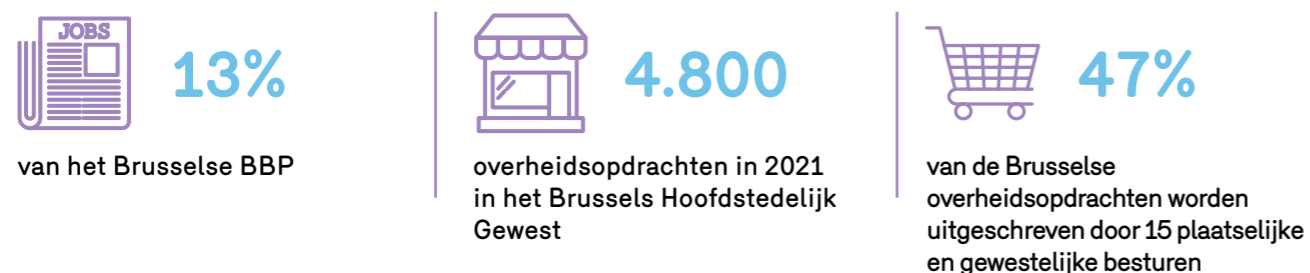 JOBS
13%
van het Brusselse BBP
4.800
overheidsopdrachten in 2021
in het Brussels Hoofdstedelijk
Gewest
47%
van de Brusselse
overheidsopdrachten worden
uitgeschreven door 15 plaatselijke
en gewestelijke besturen